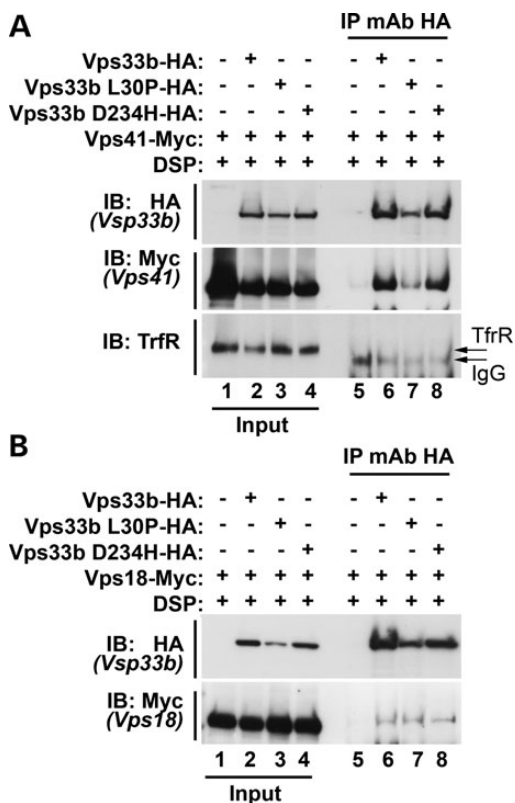 A
IP mAb HA
Vps33b-HA: - + - - - + - -
Vps33b L30P-HA: - - + - - - + -
Vps33b D234H-HA: - - - + - - - +
Vps41-Myc: + + + + + + + +
DSP: + + + + + + + +
IB: HA
(Vsp33b)
IB: Myc
(Vps41)
IB: TrfR
TfrR
IgG
1 2 3 4 5 6 7 8
Input
B
IP mAb HA
Vps33b-HA: - + - - - + - -
Vps33b L30P-HA: - - + - - - + -
Vps33b D234H-HA: - - - + - - - +
Vps18-Myc: + + + + + + + +
DSP: + + + + + + + +
IB: HA
(Vsp33b)
IB: Myc
(Vps18)
1 2 3 4 5 6 7 8
Input